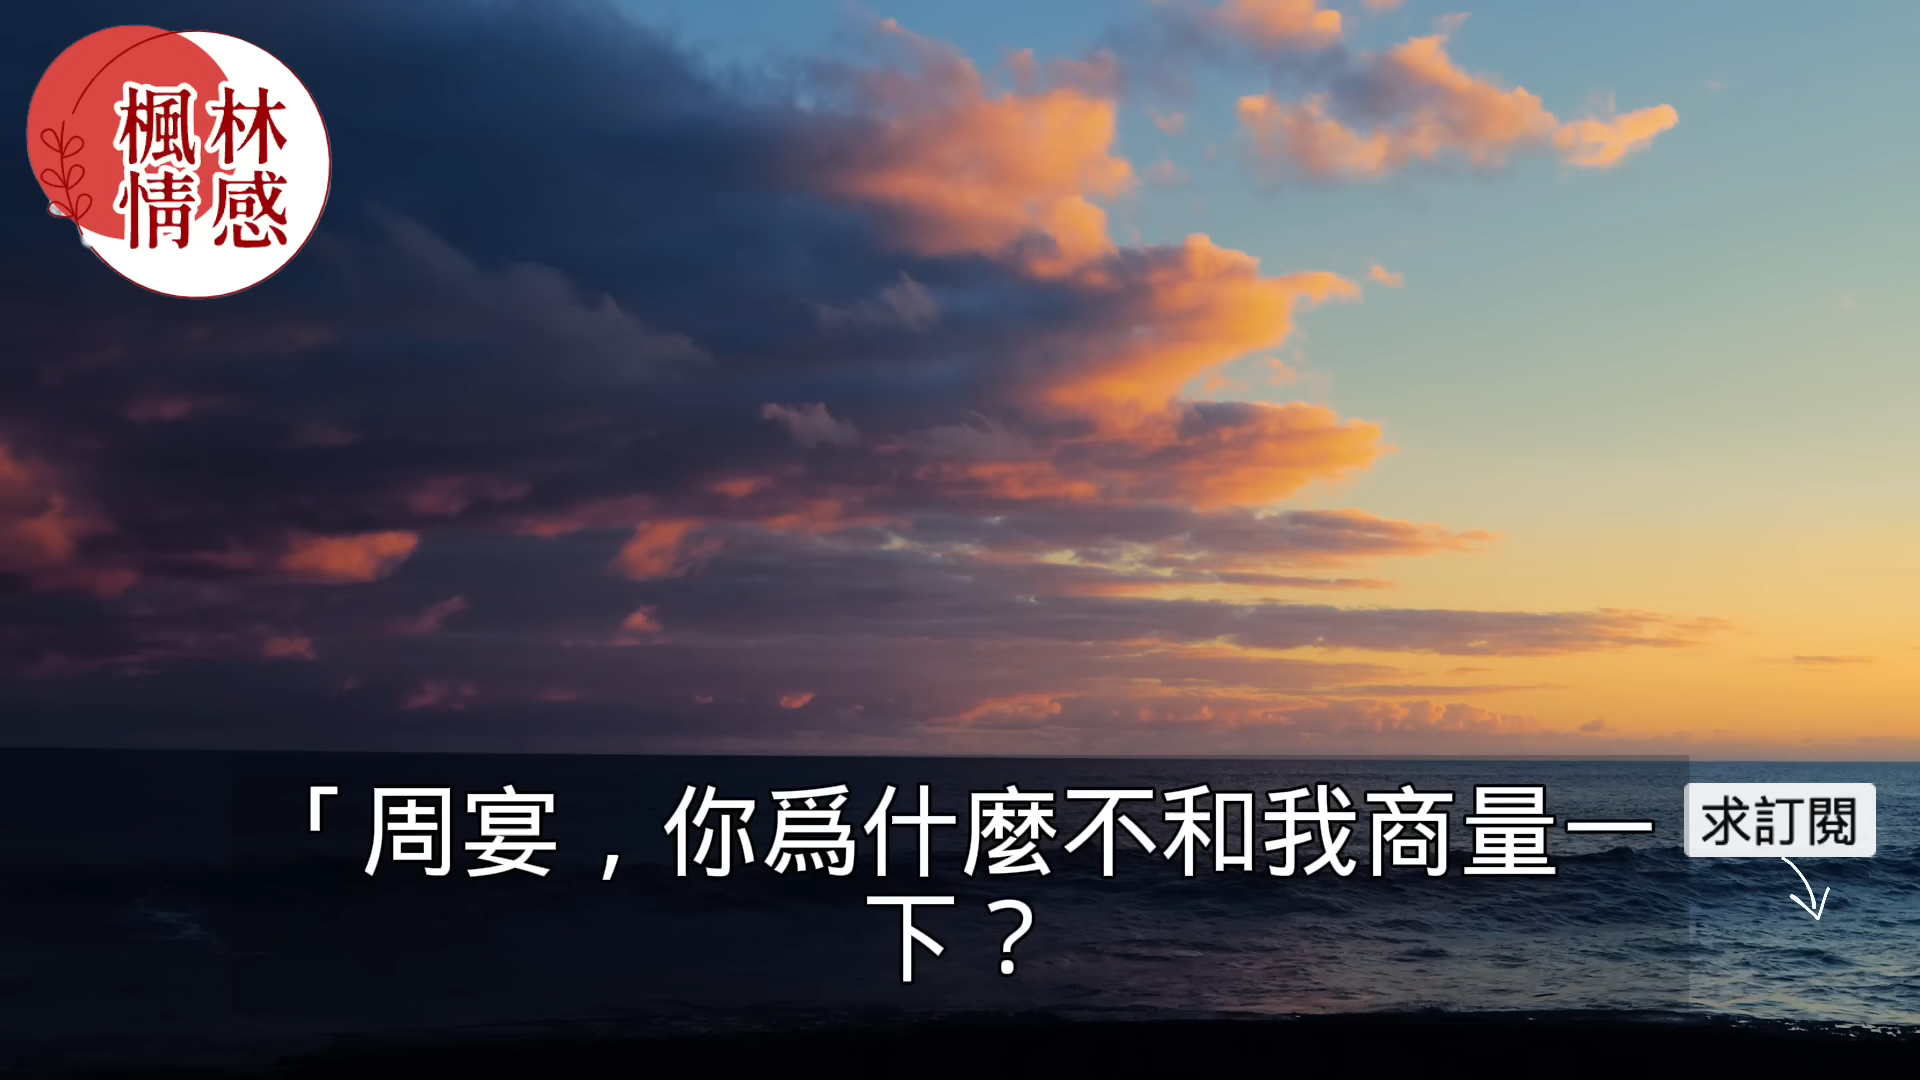 楓林
情感
「周宴，你爲什麼不和我商量一
下？
求訂閱